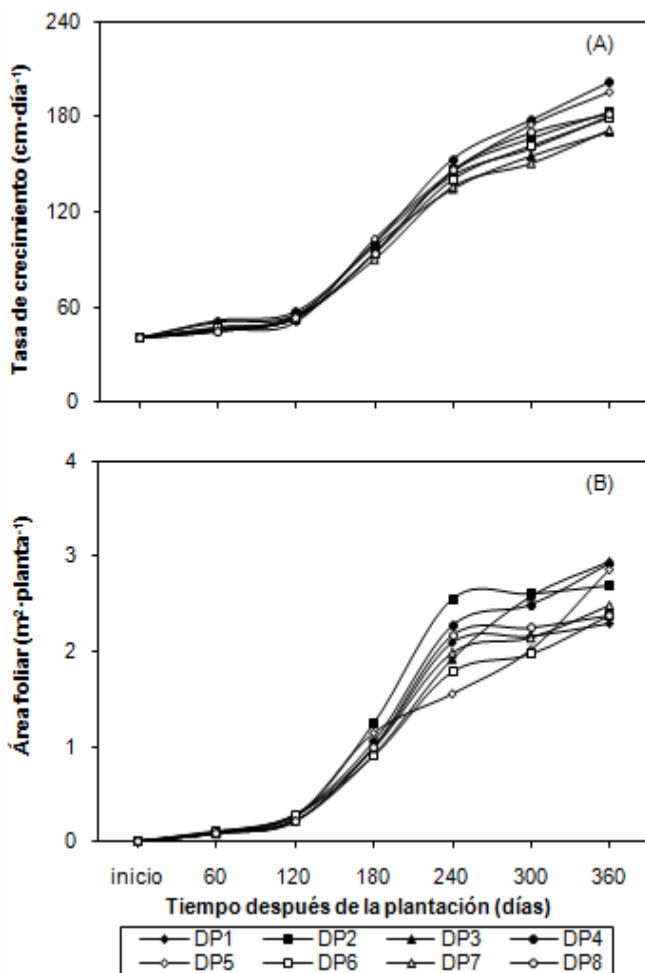 240
(A)
180
120
60
0
Tasa de crecimiento (cm·día⁻¹)
4
(B)
3
2
1
0
Área foliar (m²·planta⁻¹)
inicio 60 120 180 240 300 360
Tiempo después de la plantación (días)
DP1 DP2 DP3 DP4
DP5 DP6 DP7 DP8